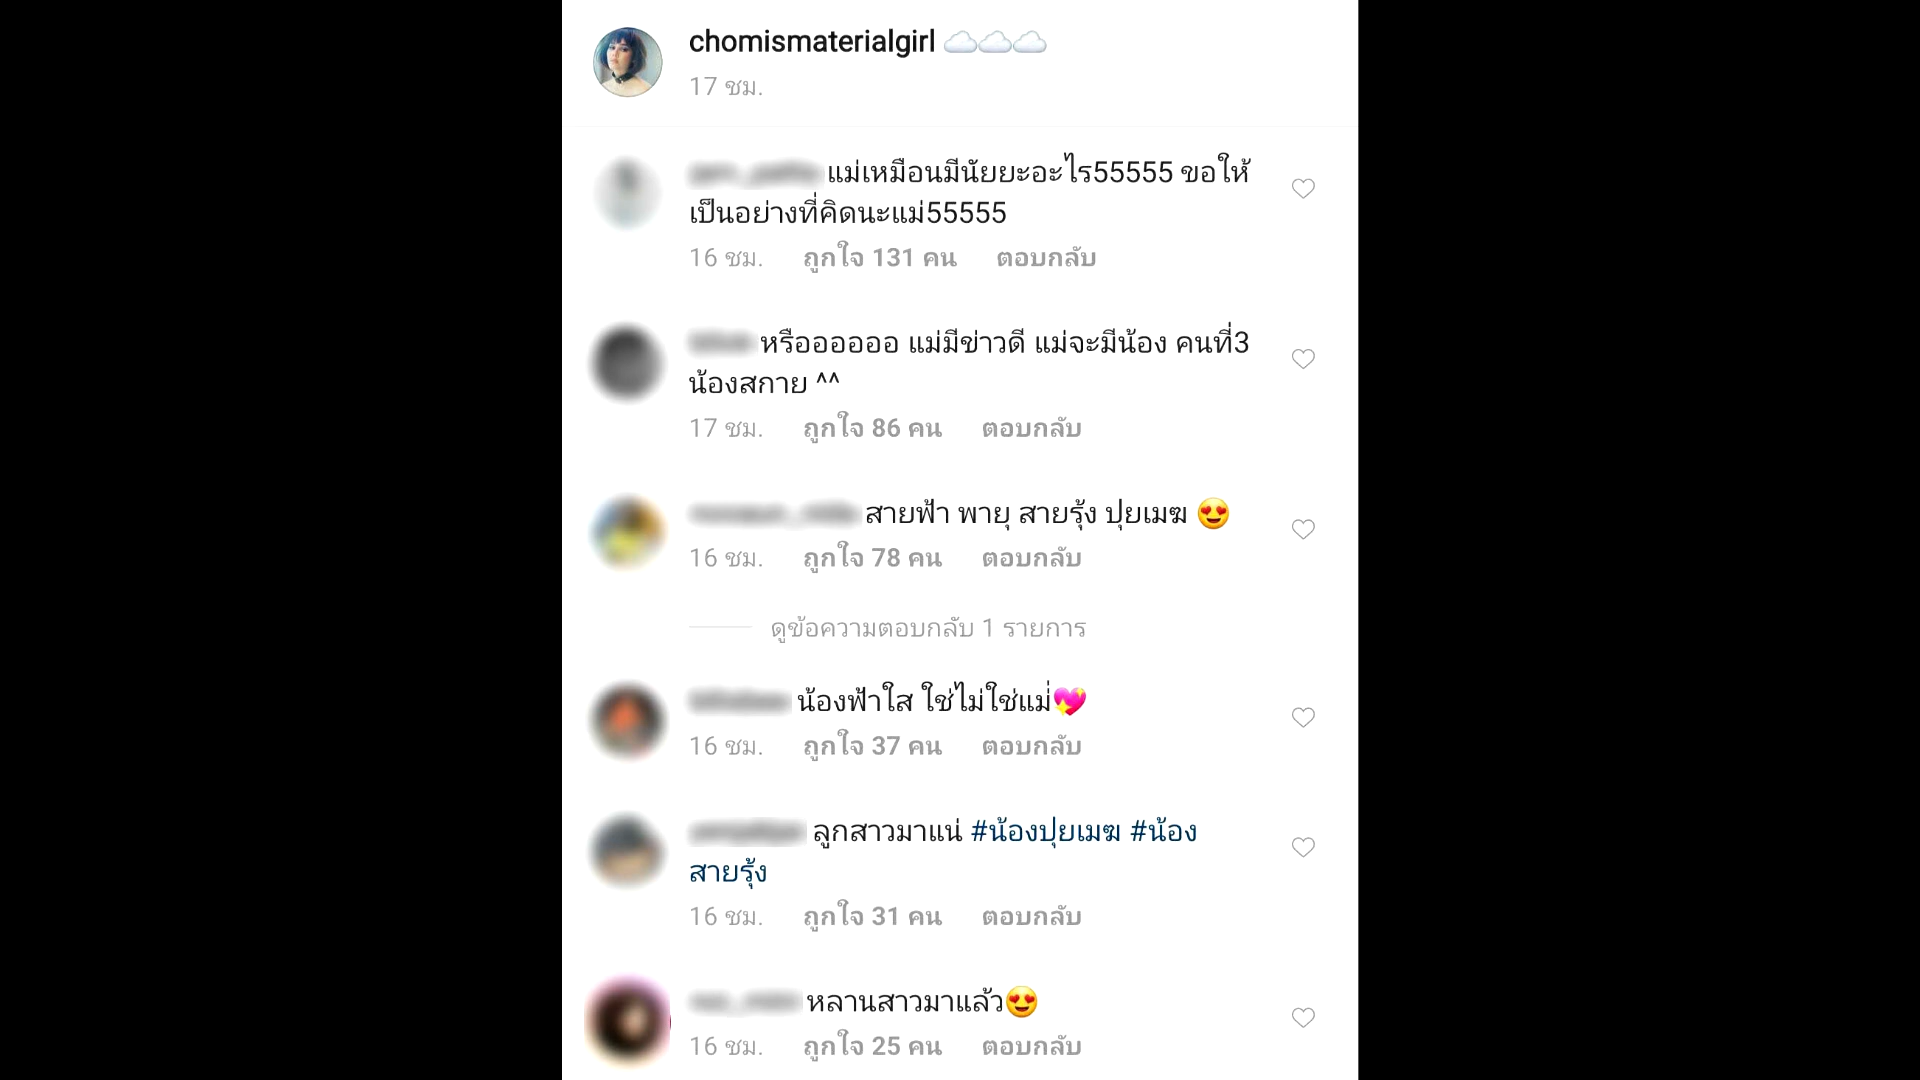 chomismaterialgirl ☁️☁️☁️
17 ชม.
แม่เหมือนมีนัยยะอะไร55555 ขอให้
เป็นอย่างที่คิดนะแม่55555
16 ชม. ถูกใจ 131 คน ตอบกลับ
หรืออออออ แม่มีข่าวดี แม่จะมีน้อง คนที่3
น้องสกาย ^^
17 ชม. ถูกใจ 86 คน ตอบกลับ
สายฟ้า พายุ สายรุ้ง ปุยเมฆ 😍
16 ชม. ถูกใจ 78 คน ตอบกลับ
ดูข้อความตอบกลับ 1 รายการ
น้องฟ้าใส ใช่ไม่ใช่แม่💖
16 ชม. ถูกใจ 37 คน ตอบกลับ
ลูกสาวมาแน่ #น้องปุยเมฆ #น้อง
สายรุ้ง
16 ชม. ถูกใจ 31 คน ตอบกลับ
หลานสาวมาแล้ว😍
16 ชม. ถูกใจ 25 คน ตอบกลับ